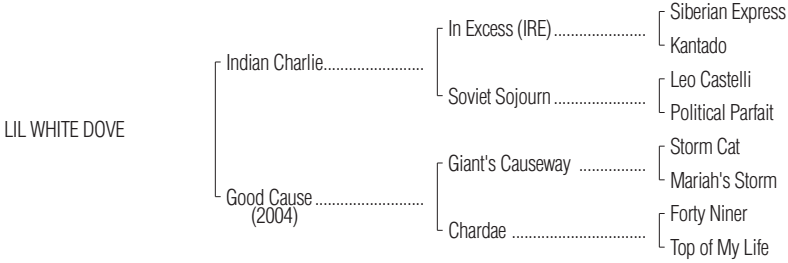 Siberian Express
In Excess (IRE)......................
Kantado
Indian Charlie........................
Leo Castelli
Soviet Sojourn ......................
Political Parfait
LIL WHITE DOVE
Storm Cat
Giant's Causeway ................
Mariah's Storm
Good Cause ..........................
(2004)
Forty Niner
Chardae ................................
Top of My Life